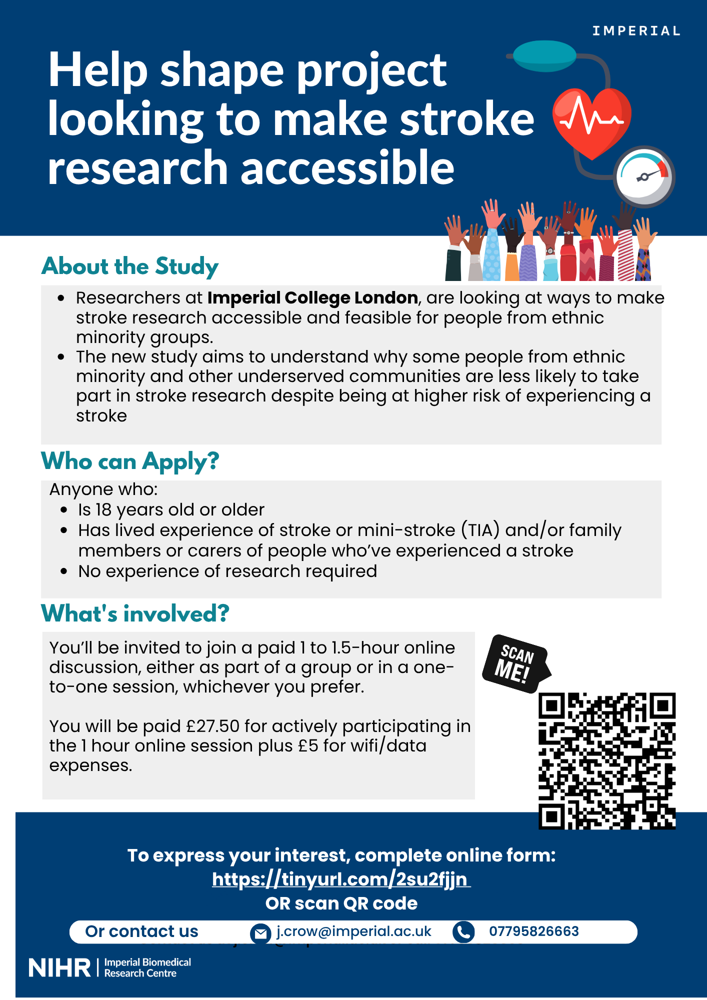 IMPERIAL
Help shape project
looking to make stroke
research accessible
About the Study
• Researchers at Imperial College London, are looking at ways to make
stroke research accessible and feasible for people from ethnic
minority groups.
• The new study aims to understand why some people from ethnic
minority and other underserved communities are less likely to take
part in stroke research despite being at higher risk of experiencing a
stroke
Who can Apply?
Anyone who:
• Is 18 years old or older
• Has lived experience of stroke or mini-stroke (TIA) and/or family
members or carers of people who’ve experienced a stroke
• No experience of research required
What's involved?
You’ll be invited to join a paid 1 to 1.5-hour online
discussion, either as part of a group or in a one-
to-one session, whichever you prefer.
You will be paid £27.50 for actively participating in
the 1 hour online session plus £5 for wifi/data
expenses.
SCAN
ME!
To express your interest, complete online form:
https://tinyurl.com/2su2fjjn
OR scan QR code
Or contact us j.crow@imperial.ac.uk 07795826663
NIHR | Imperial Biomedical
Research Centre